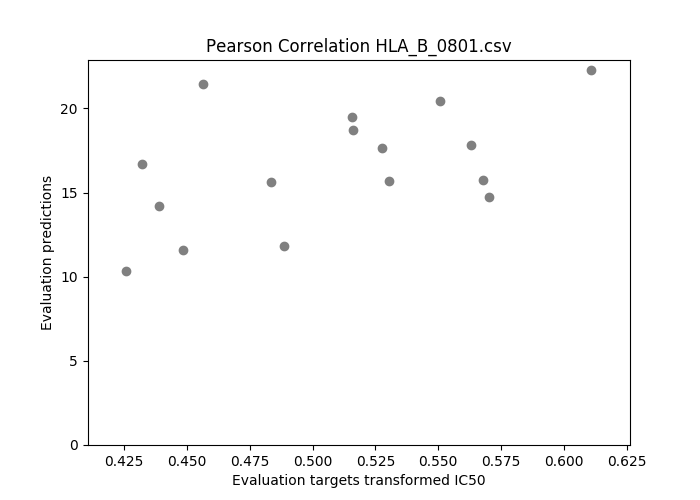 Pearson Correlation HLA_B_0801.csv
20
15
10
5
0
Evaluation predictions
0.425 0.450 0.475 0.500 0.525 0.550 0.575 0.600 0.625
Evaluation targets transformed IC50